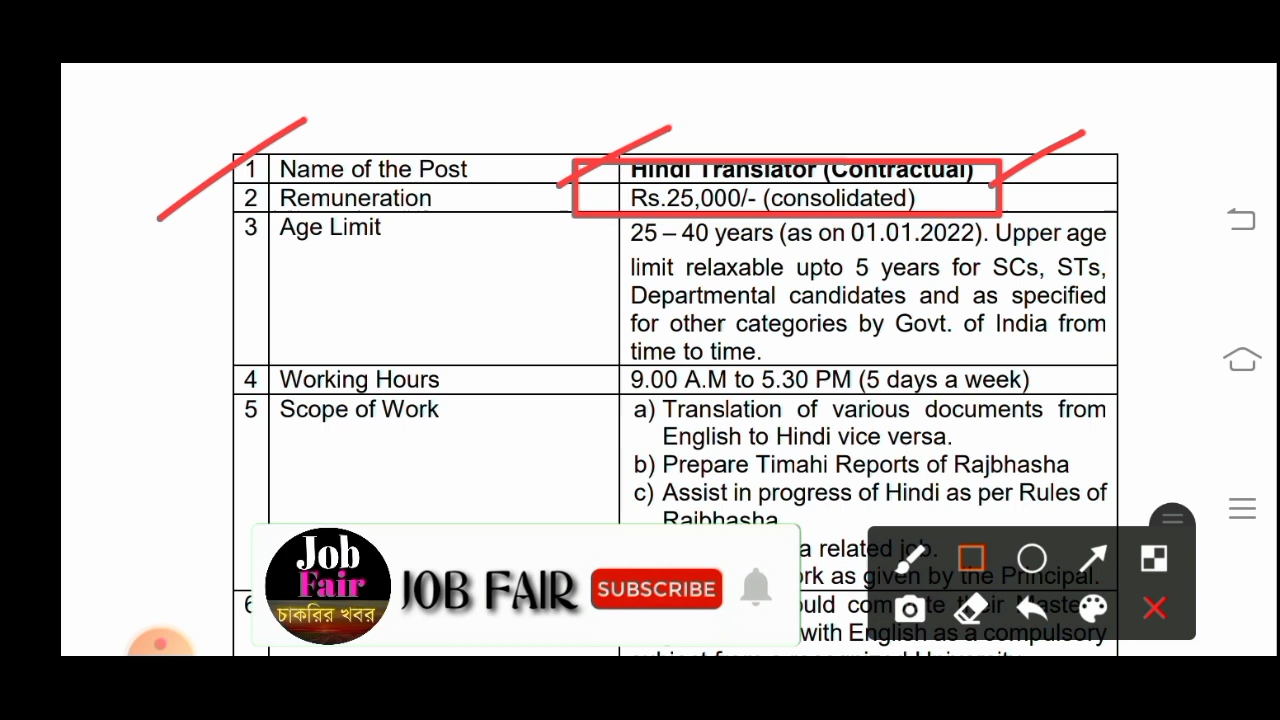 1 Name of the Post Hindi Translator (Contractual)
2 Remuneration Rs.25,000/- (consolidated)
3 Age Limit 25 – 40 years (as on 01.01.2022). Upper age
limit relaxable upto 5 years for SCs, STs,
Departmental candidates and as specified
for other categories by Govt. of India from
time to time.
4 Working Hours 9.00 A.M to 5.30 PM (5 days a week)
5 Scope of Work a) Translation of various documents from
English to Hindi vice versa.
b) Prepare Timahi Reports of Rajbhasha
c) Assist in progress of Hindi as per Rules of
Rajbhasha
a related job.
as given by the Principal.
6
with English as a compulsory
Job
Fair
চাকরির খবর
JOB FAIR SUBSCRIBE